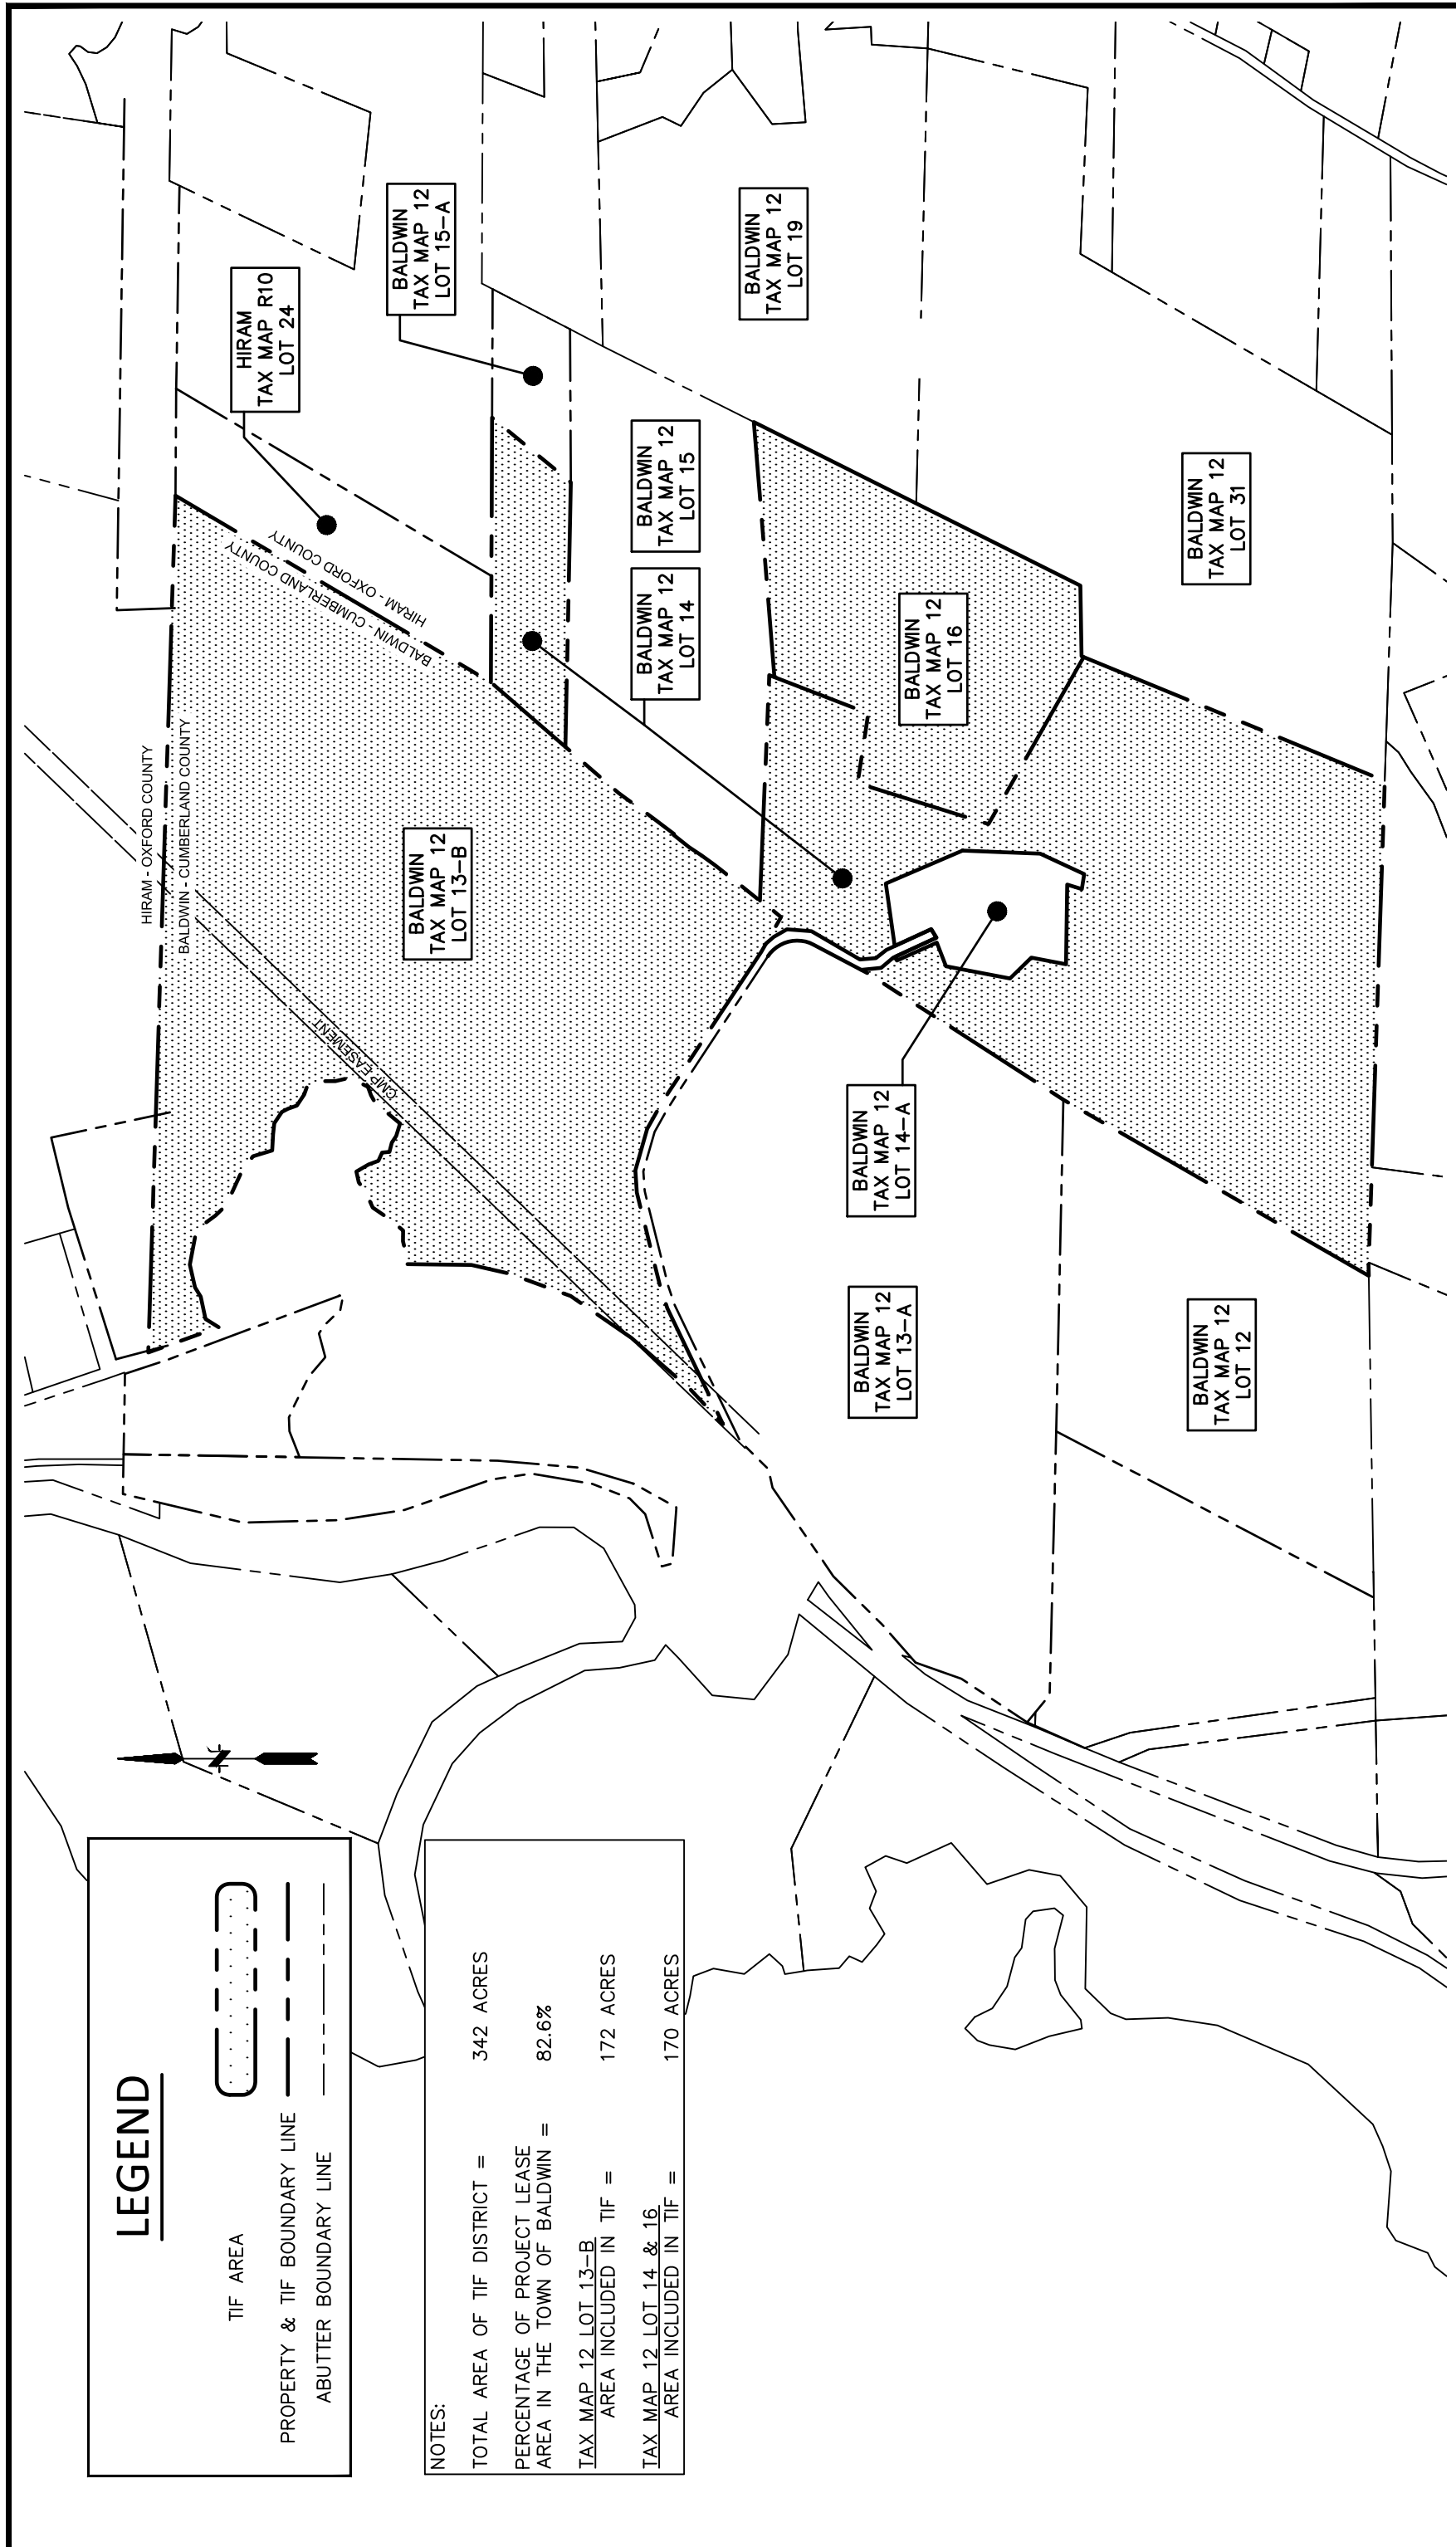 LEGEND
TIF AREA
PROPERTY & TIF BOUNDARY LINE
ABUTTER BOUNDARY LINE
NOTES:
TOTAL AREA OF TIF DISTRICT = 342 ACRES
PERCENTAGE OF PROJECT LEASE
AREA IN THE TOWN OF BALDWIN = 82.6%
TAX MAP 12 LOT 13-B
AREA INCLUDED IN TIF = 172 ACRES
TAX MAP 12 LOT 14 & 16
AREA INCLUDED IN TIF = 170 ACRES
N
HIRAM - OXFORD COUNTY
BALDWIN - CUMBERLAND COUNTY
CMP EASEMENT
BALDWIN
TAX MAP 12
LOT 13-B
HIRAM - OXFORD COUNTY
BALDWIN - CUMBERLAND COUNTY
HIRAM
TAX MAP R10
LOT 24
BALDWIN
TAX MAP 12
LOT 15-A
BALDWIN
TAX MAP 12
LOT 14
BALDWIN
TAX MAP 12
LOT 15
BALDWIN
TAX MAP 12
LOT 19
BALDWIN
TAX MAP 12
LOT 13-A
BALDWIN
TAX MAP 12
LOT 14-A
BALDWIN
TAX MAP 12
LOT 16
BALDWIN
TAX MAP 12
LOT 12
BALDWIN
TAX MAP 12
LOT 31